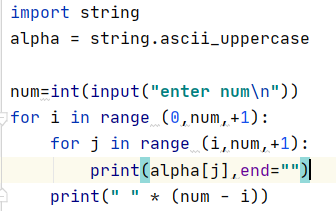 import string
alpha = string.ascii_uppercase

num=int(input("enter num\n"))
for i in range (0,num,+1):
    for j in range (i,num,+1):
        print(alpha[j],end="")
    print(" " * (num - i))